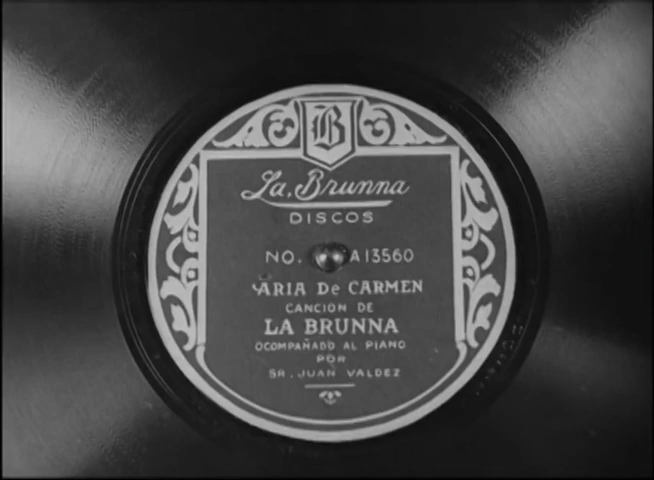 B
La Brunna
DISCOS
NO. A13560
ARIA De CARMEN
CANCION DE
LA BRUNNA
OCOMPAÑADO AL PIANO
POR
SR. JUAN VALDEZ